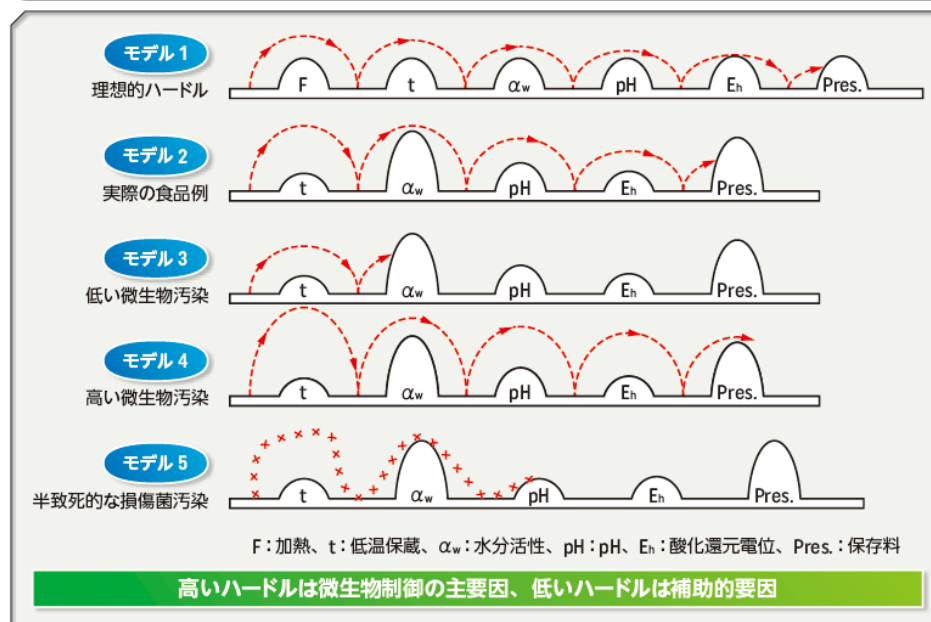 モデル 1
理想的ハードル
F t αw pH Eh Pres.
モデル 2
実際の食品例
t αw pH Eh Pres.
モデル 3
低い微生物汚染
t αw pH Eh Pres.
モデル 4
高い微生物汚染
t αw pH Eh Pres.
モデル 5
半致死的な損傷菌汚染
t αw pH Eh Pres.
F：加熱、t：低温保蔵、αw：水分活性、pH：pH、Eh：酸化還元電位、Pres.：保存料
高いハードルは微生物制御の主要因、低いハードルは補助的要因